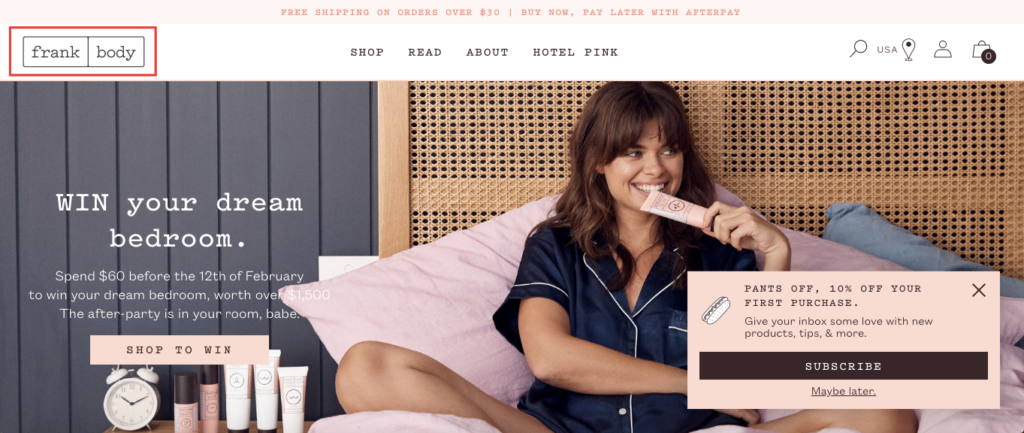 FREE SHIPPING ON ORDERS OVER $30 | BUY NOW, PAY LATER WITH AFTERPAY
frank body
SHOP READ ABOUT HOTEL PINK
USA
0
WIN your dream
bedroom.
Spend $60 before the 12th of February
to win your dream bedroom, worth over $1,500
The after-party is in your room, babe.
SHOP TO WIN
PANTS OFF, 10% OFF YOUR
FIRST PURCHASE.
Give your inbox some love with new
products, tips, & more.
SUBSCRIBE
Maybe later.